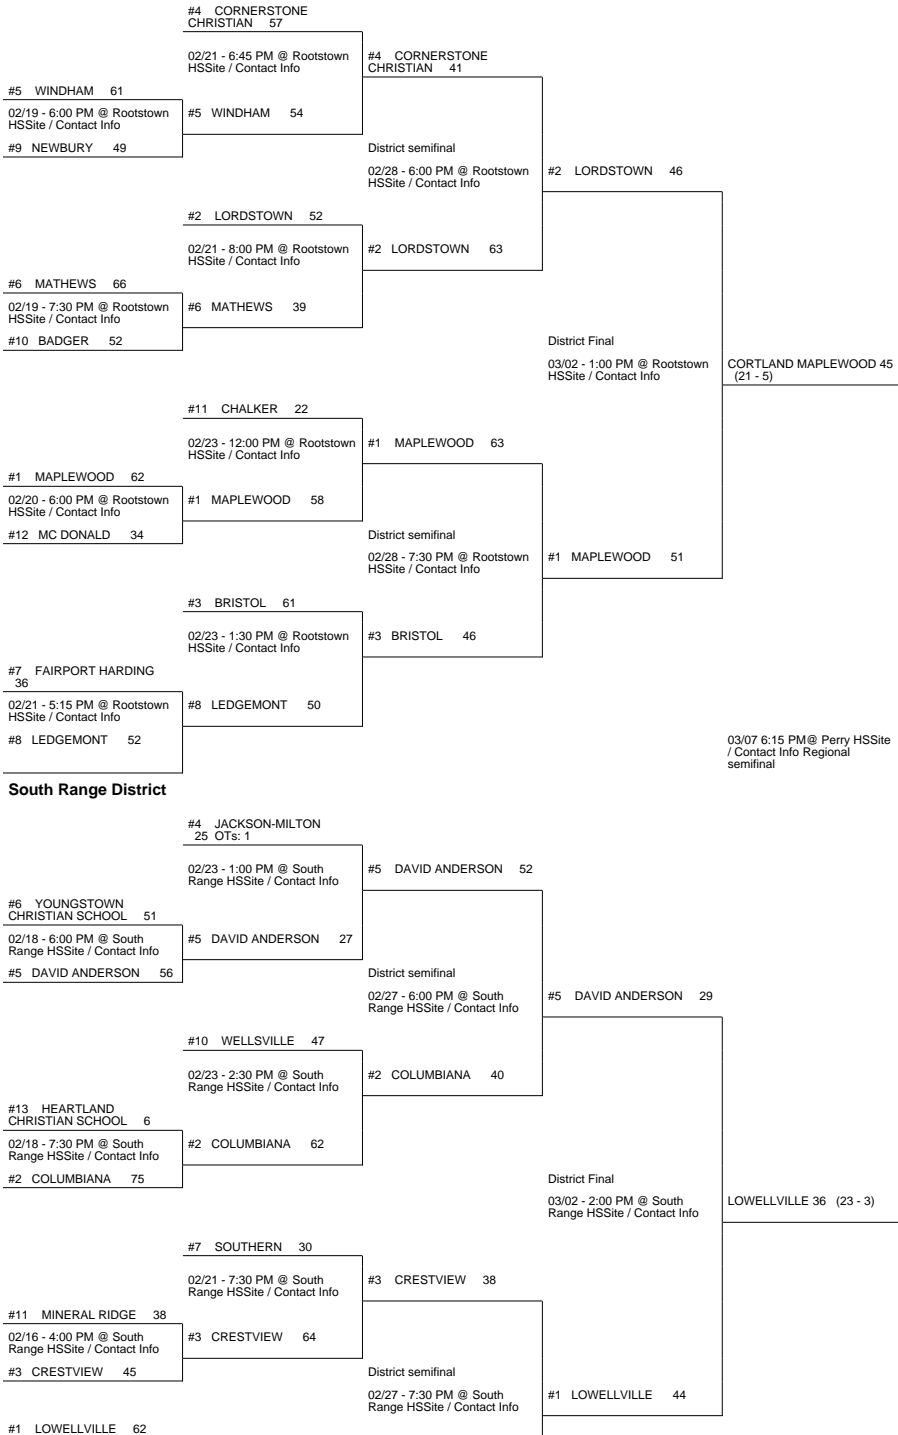 #4 CORNERSTONE
CHRISTIAN 57
02/21 - 6:45 PM @ Rootstown
HSSite / Contact Info
#4 CORNERSTONE
CHRISTIAN 41
#5 WINDHAM 61
02/19 - 6:00 PM @ Rootstown
HSSite / Contact Info
#5 WINDHAM 54
#9 NEWBURY 49
District semifinal
02/28 - 6:00 PM @ Rootstown
HSSite / Contact Info
#2 LORDSTOWN 46
#2 LORDSTOWN 52
02/21 - 8:00 PM @ Rootstown
HSSite / Contact Info
#2 LORDSTOWN 63
#6 MATHEWS 66
02/19 - 7:30 PM @ Rootstown
HSSite / Contact Info
#6 MATHEWS 39
#10 BADGER 52
District Final
03/02 - 1:00 PM @ Rootstown
HSSite / Contact Info
CORTLAND MAPLEWOOD 45
(21 - 5)
#11 CHALKER 22
02/23 - 12:00 PM @ Rootstown
HSSite / Contact Info
#1 MAPLEWOOD 63
#1 MAPLEWOOD 62
02/20 - 6:00 PM @ Rootstown
HSSite / Contact Info
#1 MAPLEWOOD 58
#12 MC DONALD 34
District semifinal
02/28 - 7:30 PM @ Rootstown
HSSite / Contact Info
#1 MAPLEWOOD 51
#3 BRISTOL 61
02/23 - 1:30 PM @ Rootstown
HSSite / Contact Info
#3 BRISTOL 46
#7 FAIRPORT HARDING
36
02/21 - 5:15 PM @ Rootstown
HSSite / Contact Info
#8 LEDGEMONT 50
#8 LEDGEMONT 52
03/07 6:15 PM@ Perry HSSite
/ Contact Info Regional
semifinal
South Range District
#4 JACKSON-MILTON
25 OTs: 1
02/23 - 1:00 PM @ South
Range HSSite / Contact Info
#5 DAVID ANDERSON 52
#6 YOUNGSTOWN
CHRISTIAN SCHOOL 51
02/18 - 6:00 PM @ South
Range HSSite / Contact Info
#5 DAVID ANDERSON 27
#5 DAVID ANDERSON 56
District semifinal
02/27 - 6:00 PM @ South
Range HSSite / Contact Info
#5 DAVID ANDERSON 29
#10 WELLSVILLE 47
02/23 - 2:30 PM @ South
Range HSSite / Contact Info
#2 COLUMBIANA 40
#13 HEARTLAND
CHRISTIAN SCHOOL 6
02/18 - 7:30 PM @ South
Range HSSite / Contact Info
#2 COLUMBIANA 62
#2 COLUMBIANA 75
District Final
03/02 - 2:00 PM @ South
Range HSSite / Contact Info
LOWELLVILLE 36 (23 - 3)
#7 SOUTHERN 30
02/21 - 7:30 PM @ South
Range HSSite / Contact Info
#3 CRESTVIEW 38
#11 MINERAL RIDGE 38
02/16 - 4:00 PM @ South
Range HSSite / Contact Info
#3 CRESTVIEW 64
#3 CRESTVIEW 45
District semifinal
02/27 - 7:30 PM @ South
Range HSSite / Contact Info
#1 LOWELLVILLE 44
#1 LOWELLVILLE 62